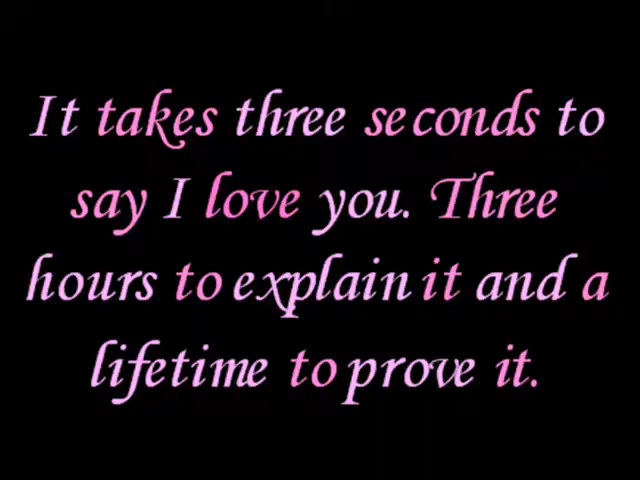 It takes three seconds to
say I love you. Three
hours to explain it and a
lifetime to prove it.